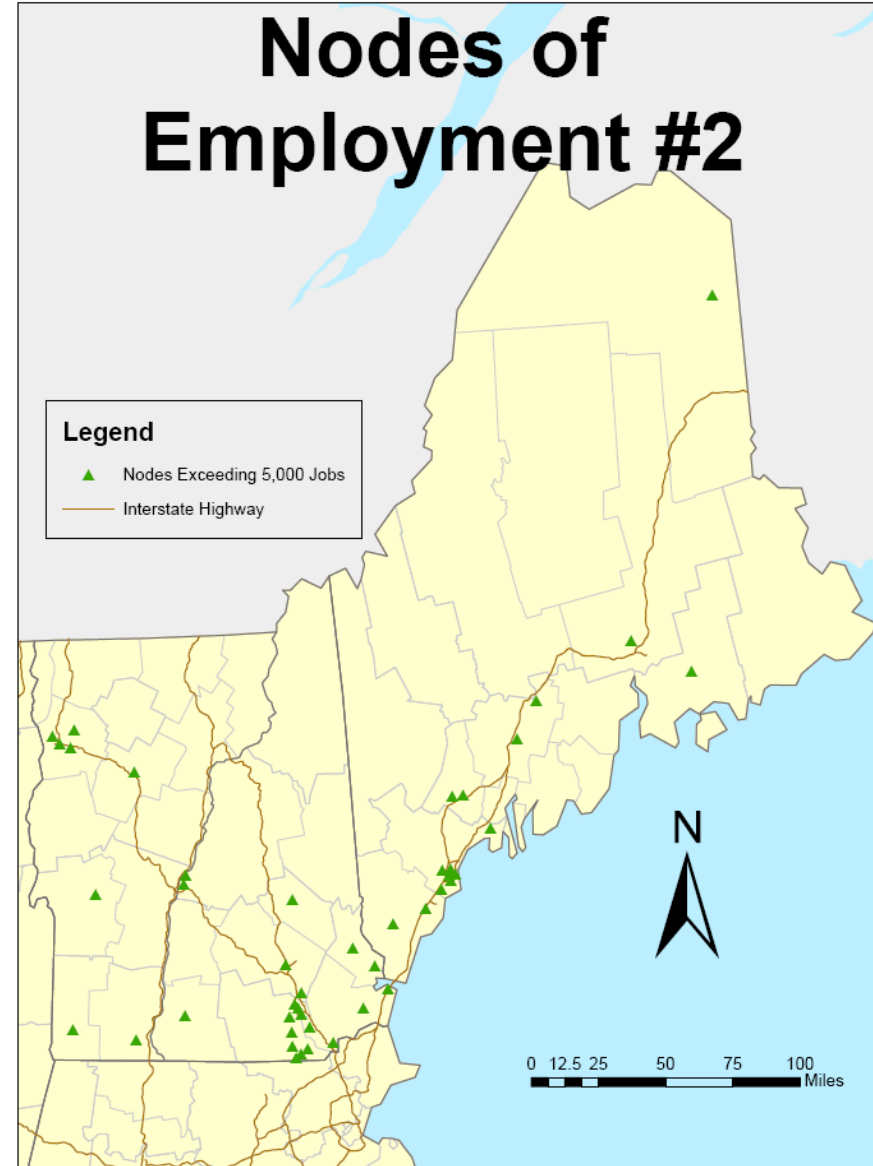 Nodes of
Employment #2
Legend
Nodes Exceeding 5,000 Jobs
Interstate Highway
N
0 12.5 25 50 75 100
Miles